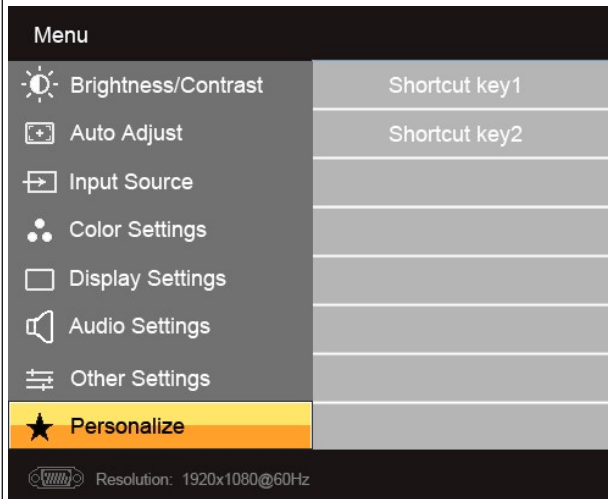 Menu
Brightness/Contrast
Shortcut key1
Auto Adjust
Shortcut key2
Input Source
Color Settings
Display Settings
Audio Settings
Other Settings
Personalize
Resolution: 1920x1080@60Hz